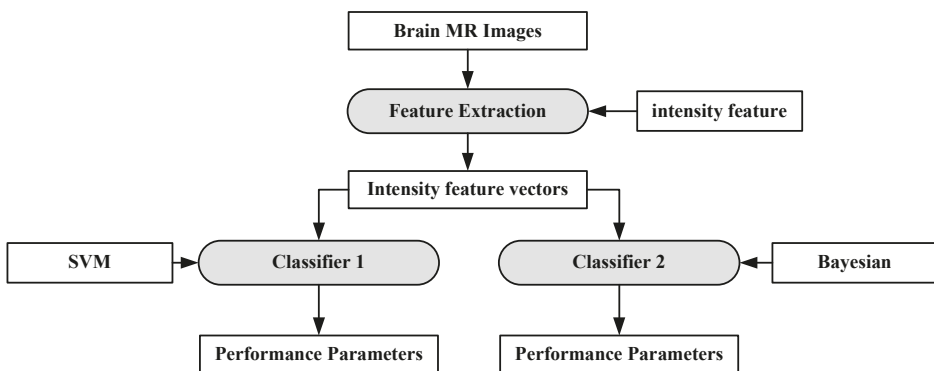 Brain MR Images
Feature Extraction
intensity feature
Intensity feature vectors
SVM
Classifier 1
Classifier 2
Bayesian
Performance Parameters
Performance Parameters